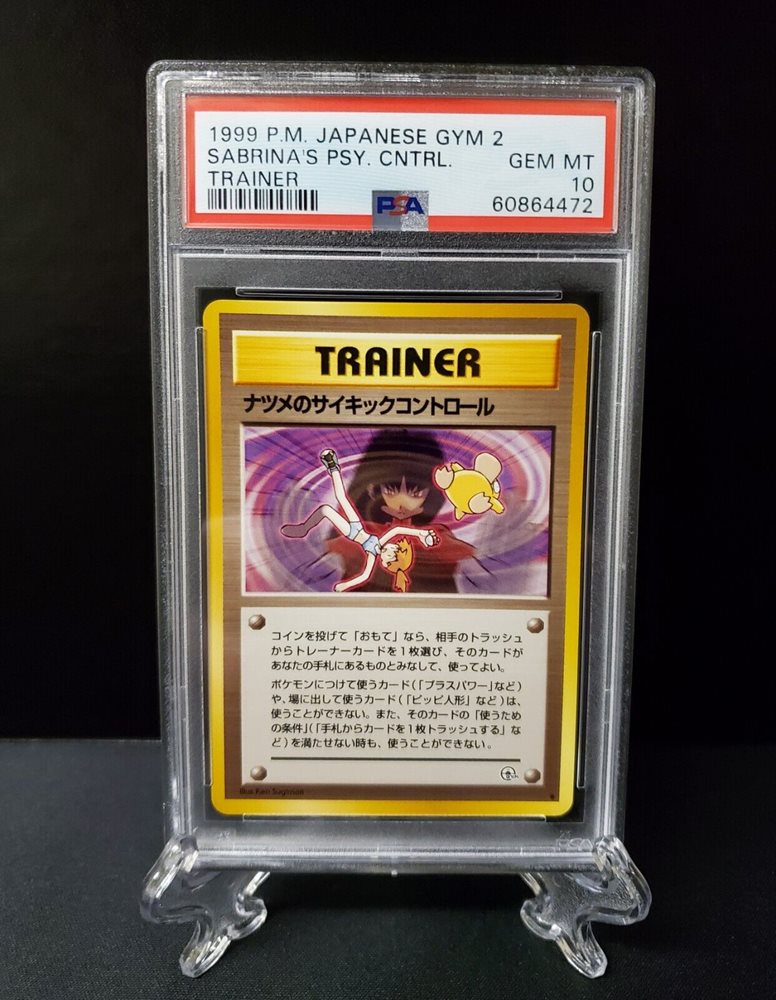 1999 P.M. JAPANESE GYM 2
SABRINA'S PSY. CNTRL.
GEM MT
TRAINER
10
PSA
60864472
TRAINER
ナツメのサイキックコントロール
コインを投げて「おもて」なら、相手のトラッシュ
からトレーナーカードを1枚選び、そのカードが
あなたの手札にあるものとみなして、使ってよい。
ポケモンにつけて使うカード(「プラスパワー」など)
や、場に出して使うカード(「ピッピ人形」など)は、
使うことができない。また、そのカードの「使うため
の条件」(「手札からカードを1枚トラッシュする」な
ど)を満たせない時も、使うことができない。
Illus. Ken Sugimori